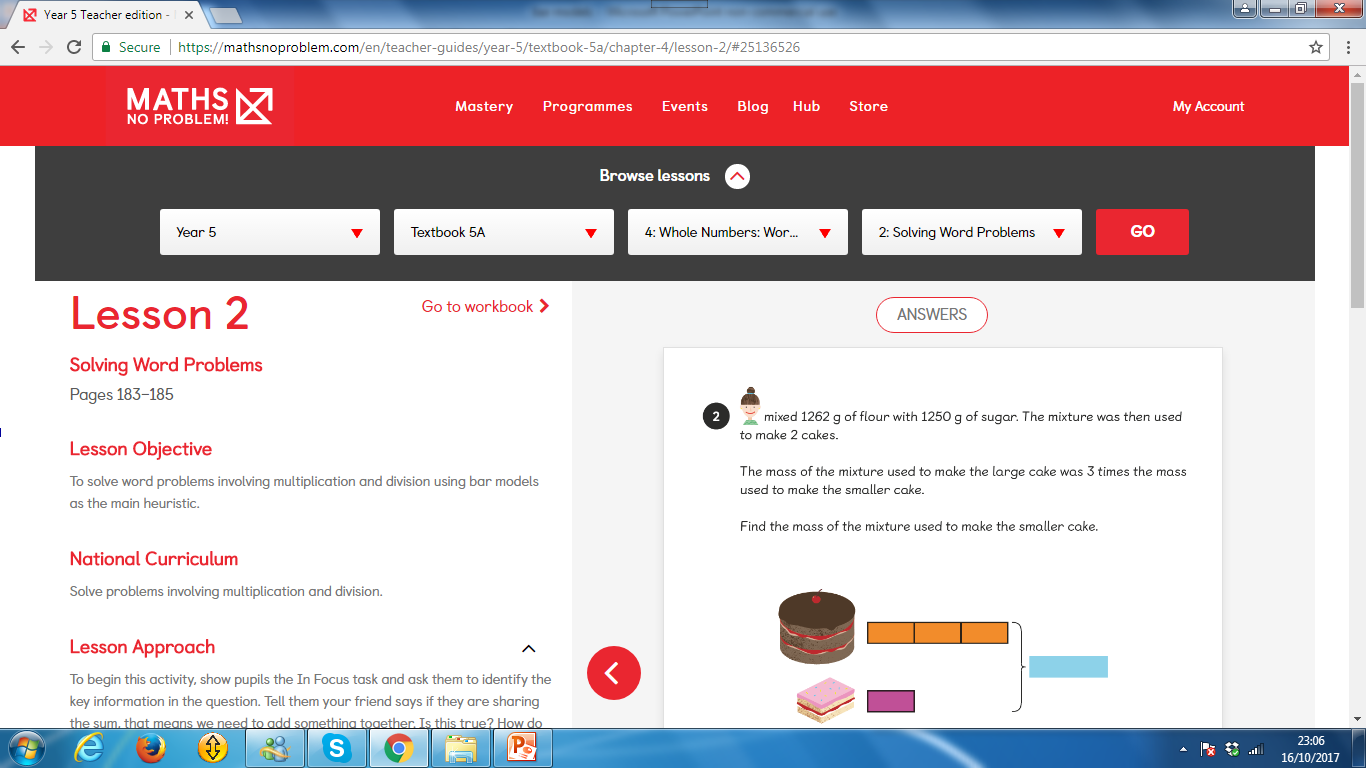 Year 5 Teacher edition -
Secure
https://mathsnoproblem.com/en/teacher-guides/year-5/textbook-5a/chapter-4/lesson-2/#25136526
MATHS
NO PROBLEM!
Mastery
Programmes
Events
Blog
Hub
Store
My Account
Browse lessons
Year 5
Textbook 5A
4: Whole Numbers: Wor...
2: Solving Word Problems
GO
Lesson 2
Go to workbook
Solving Word Problems
Pages 183–185
Lesson Objective
To solve word problems involving multiplication and division using bar models
as the main heuristic.
National Curriculum
Solve problems involving multiplication and division.
Lesson Approach
To begin this activity, show pupils the In Focus task and ask them to identify the
key information in the question. Tell them your friend says if they are sharing
the sum, that means we need to add something together. Is this true? How do
ANSWERS
2
mixed 1262 g of flour with 1250 g of sugar. The mixture was then used
to make 2 cakes.
The mass of the mixture used to make the large cake was 3 times the mass
used to make the smaller cake.
Find the mass of the mixture used to make the smaller cake.
23:06
16/10/2017